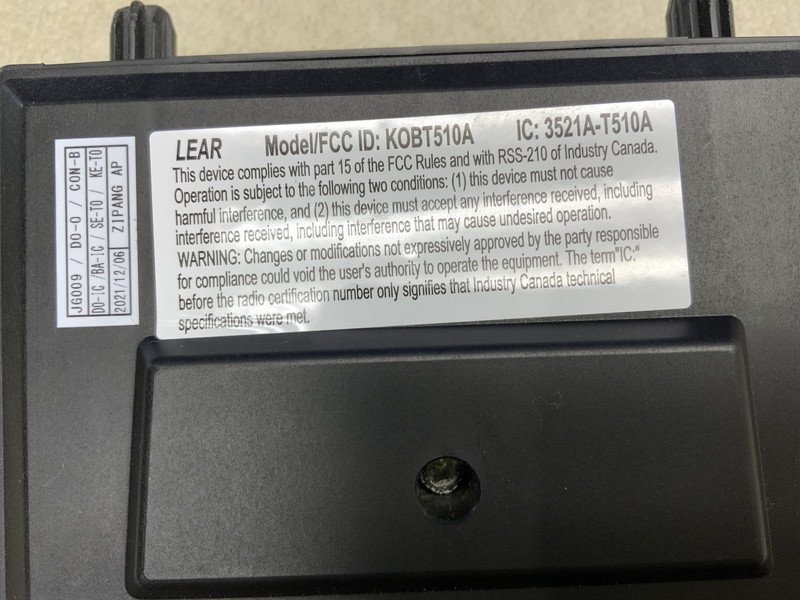 LEAR Model/FCC ID: KOBT510A IC: 3521A-T510A
This device complies with part 15 of the FCC Rules and with RSS-210 of Industry Canada.
Operation is subject to the following two conditions: (1) this device must not cause
harmful interference, and (2) this device must accept any interference received, including
interference received, including interference that may cause undesired operation.
WARNING: Changes or modifications not expressively approved by the party responsible
for compliance could void the user's authority to operate the equipment. The term"IC:"
before the radio certification number only signifies that Industry Canada technical
specifications were met.
JG009 / DO-O / CON-B
DO-iC /BA-iC / SE-TO / KE-TO
2021/12/06 ZIPANG AP